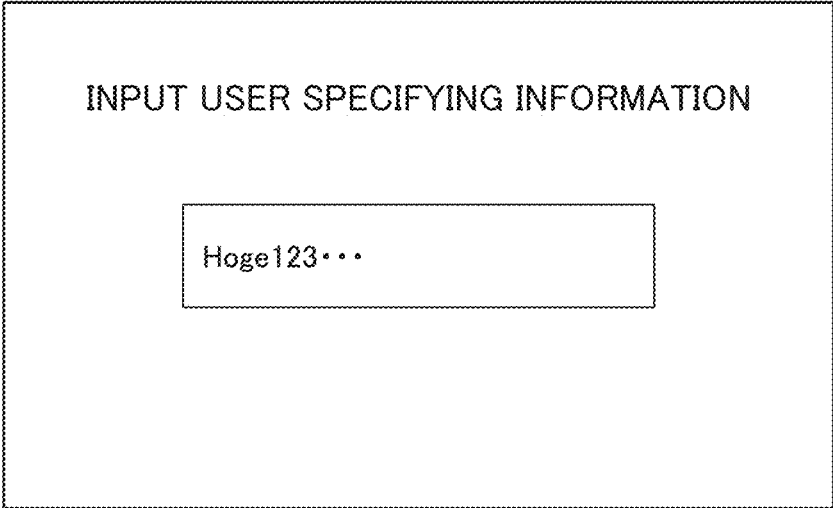 INPUT USER SPECIFYING INFORMATION
Hoge123・・・